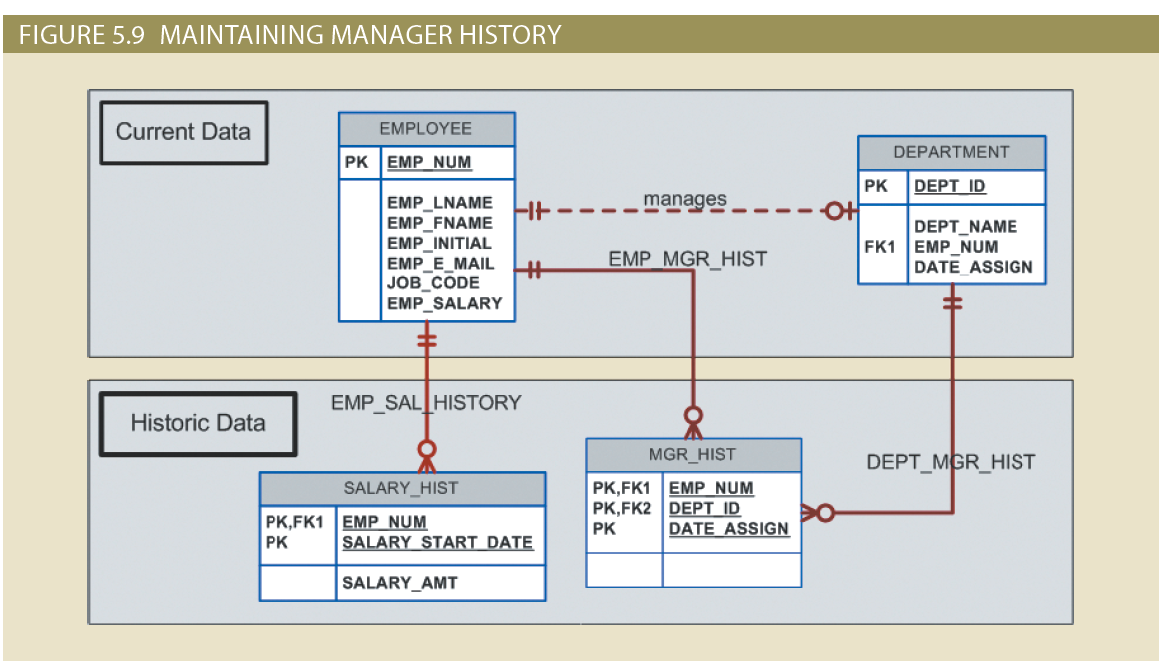 FIGURE 5.9 MAINTAINING MANAGER HISTORY
Current Data
EMPLOYEE
PK EMP_NUM
EMP_LNAME
EMP_FNAME
EMP_INITIAL
EMP_E_MAIL
JOB_CODE
EMP_SALARY
manages
EMP_MGR_HIST
DEPARTMENT
PK DEPT_ID
DEPT_NAME
FK1 EMP_NUM
DATE_ASSIGN
Historic Data
EMP_SAL_HISTORY
SALARY_HIST
PK,FK1 EMP_NUM
PK SALARY_START_DATE
SALARY_AMT
MGR_HIST
PK,FK1 EMP_NUM
PK,FK2 DEPT_ID
PK DATE_ASSIGN
DEPT_MGR_HIST